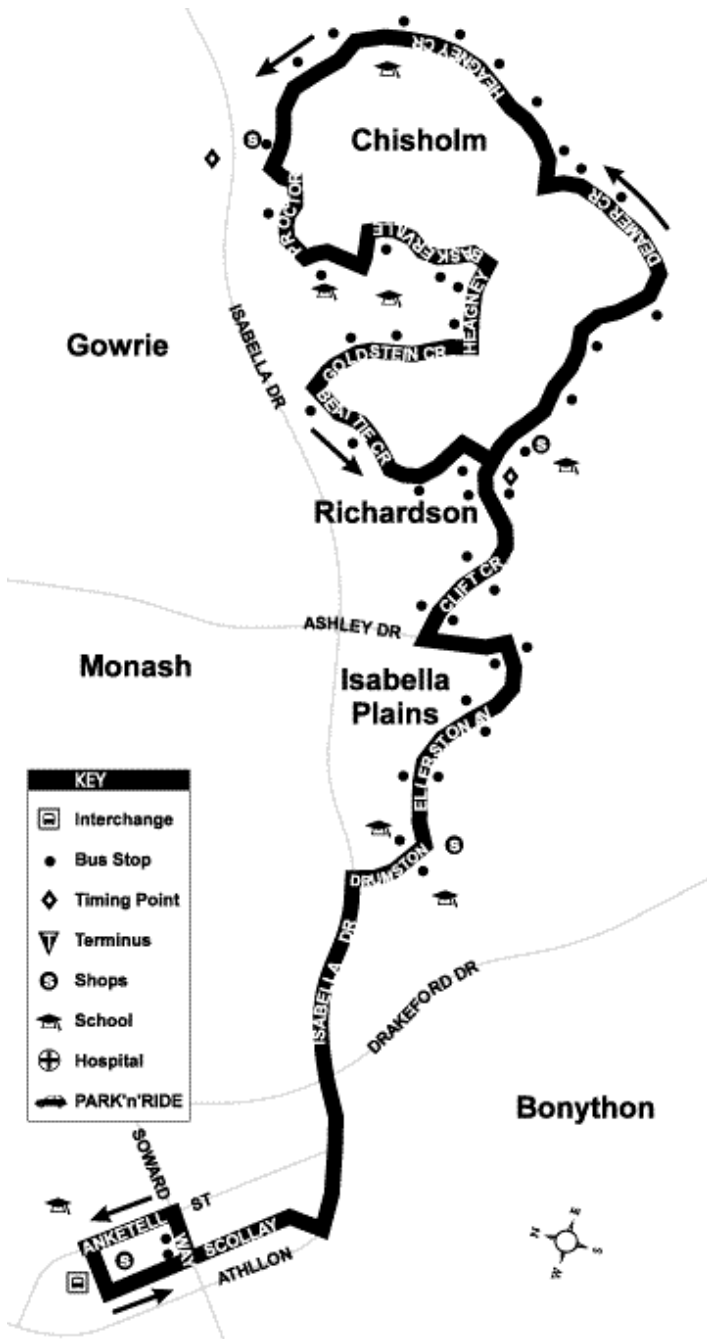 HEAGNEY CR
Chisholm
PROCTOR
DEAMER CR
BASKERVILLE
HEAGNEY
ISABELLA DR
Gowrie
GOLDSTEIN CR
BEATTIE CR
Richardson
CLIFT CR
ASHLEY DR
Monash
Isabella
Plains
ELLERSTON AV
KEY
Interchange
Bus Stop
Timing Point
Terminus
Shops
School
Hospital
PARK'n'RIDE
DRUMSTON
ISABELLA DR
DRAKEFORD DR
Bonython
SOWARD
WAY
ST
ANKETELL
SCOLLAY
ATHLLON
N
E
S
W
S
S
S
S
T
S